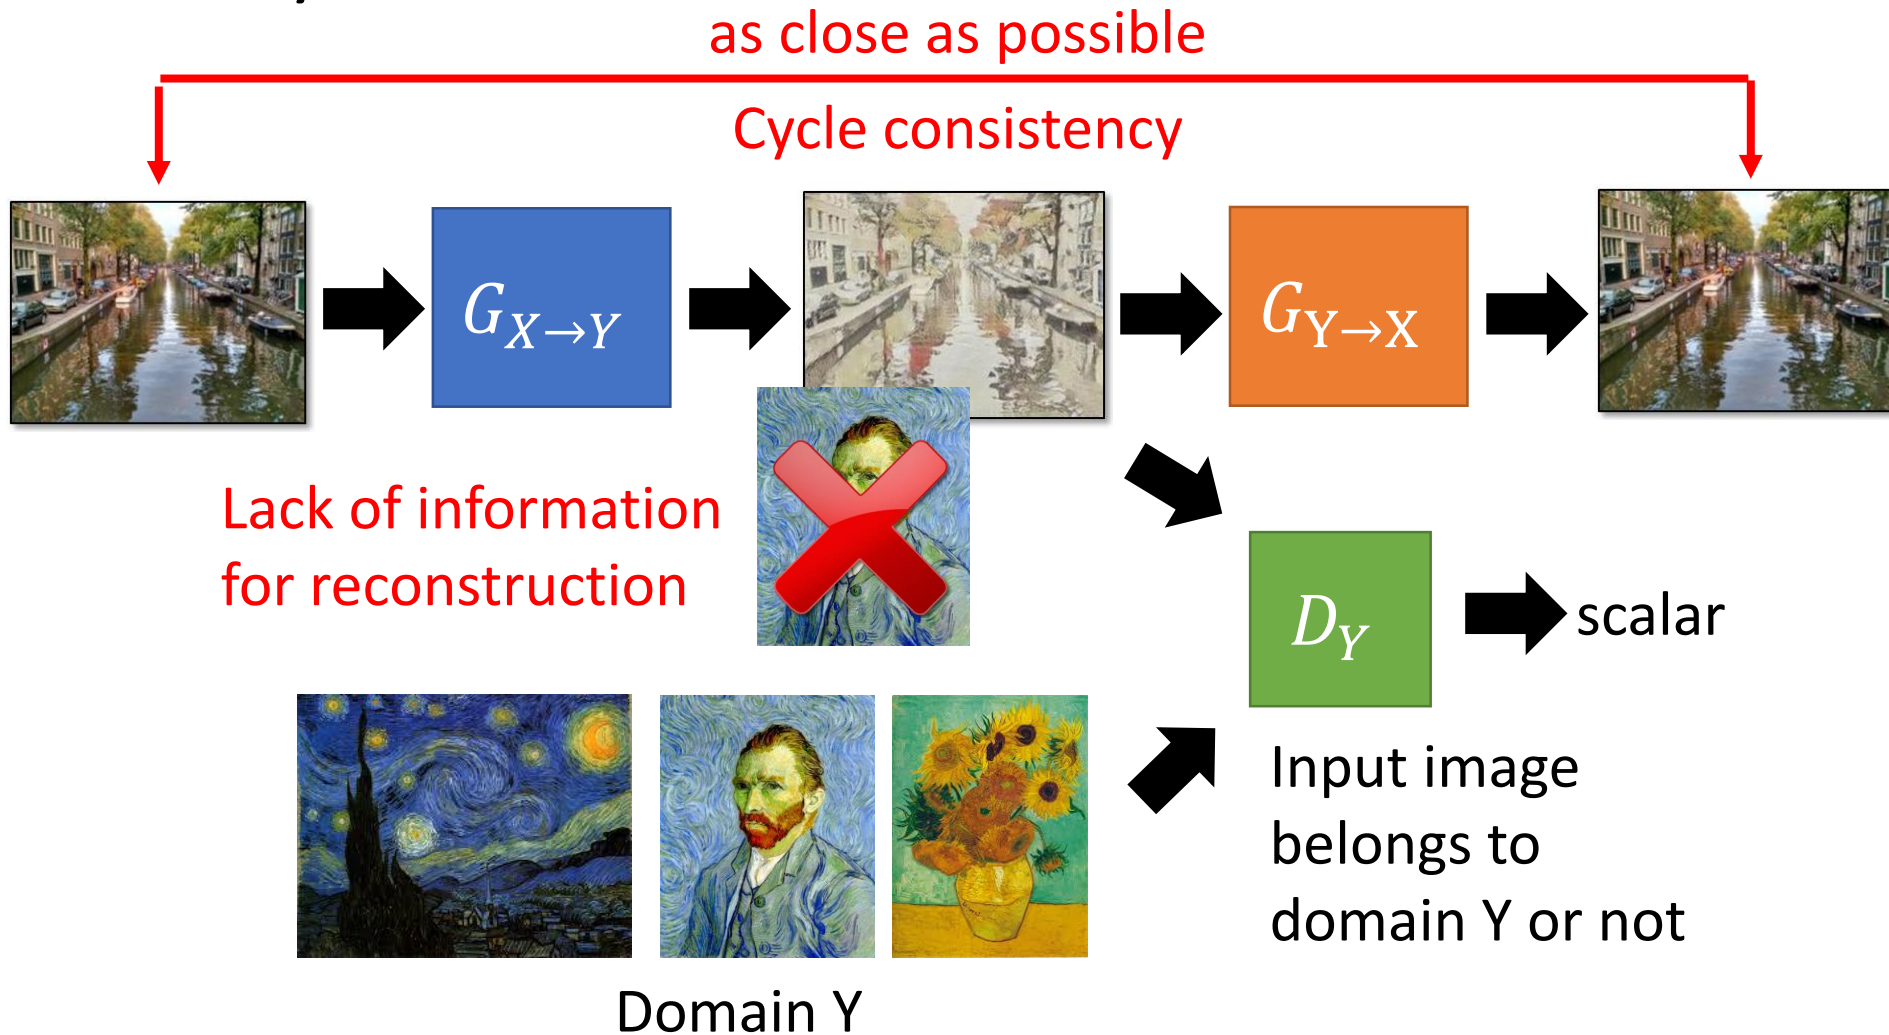 as close as possible
Cycle consistency
G_{X→Y}
G_{Y→X}
Lack of information
for reconstruction
D_Y
scalar
Input image
belongs to
domain Y or not
Domain Y